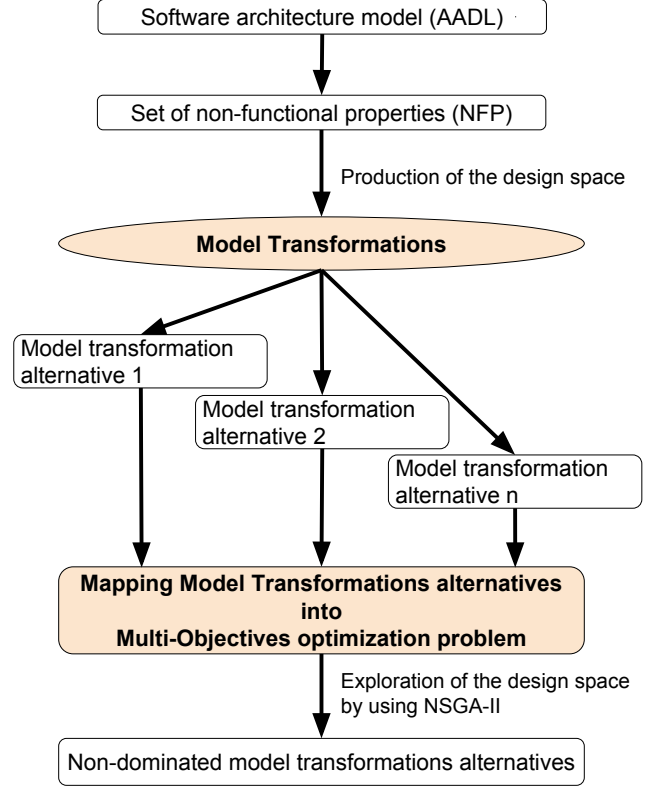 Software architecture model (AADL)
Set of non-functional properties (NFP)
Production of the design space
Model Transformations
Model transformation
alternative 1
Model transformation
alternative 2
Model transformation
alternative n
Mapping Model Transformations alternatives
into
Multi-Objectives optimization problem
Exploration of the design space
by using NSGA-II
Non-dominated model transformations alternatives